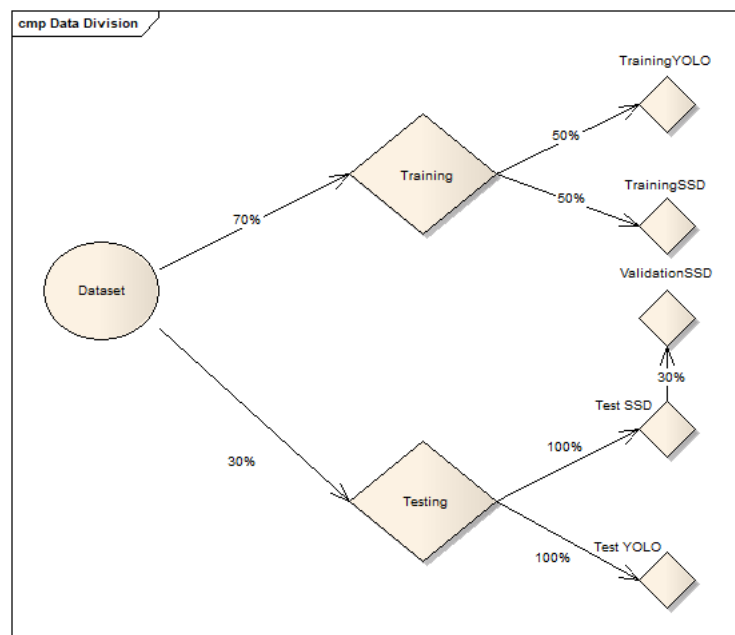 cmp Data Division
TrainingYOLO
50%
Training
TrainingSSD
50%
70%
ValidationSSD
Dataset
30%
Test SSD
100%
30%
Testing
Test YOLO
100%